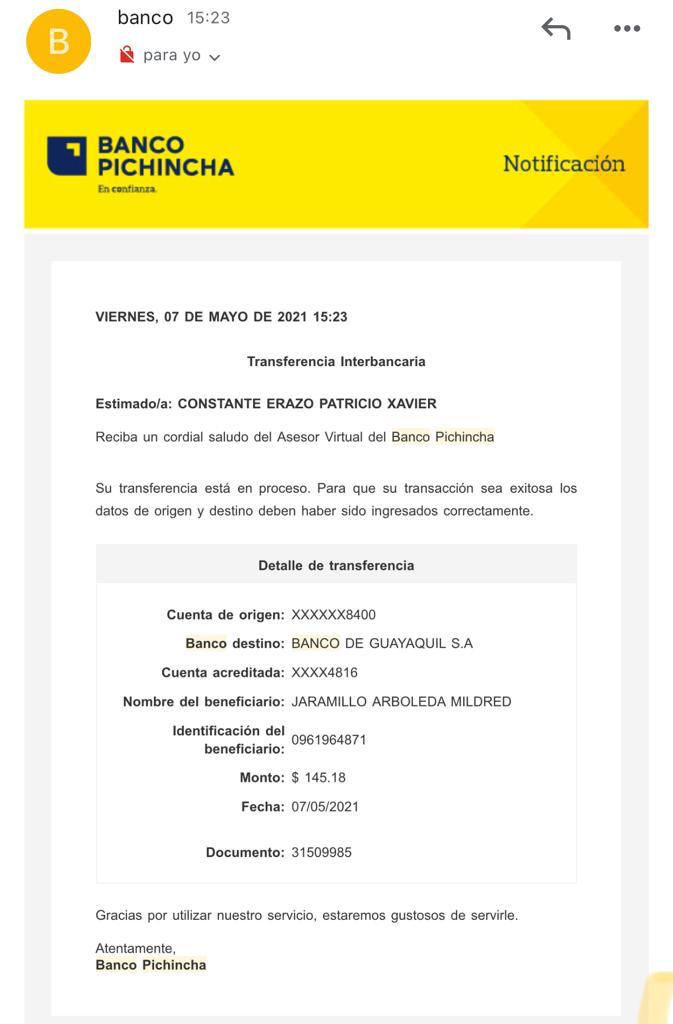 B
banco 15:23
para yo
BANCO
PICHINCHA
En confianza.
Notificación
VIERNES, 07 DE MAYO DE 2021 15:23
Transferencia Interbancaria
Estimado/a: CONSTANTE ERAZO PATRICIO XAVIER
Reciba un cordial saludo del Asesor Virtual del Banco Pichincha
Su transferencia está en proceso. Para que su transacción sea exitosa los
datos de origen y destino deben haber sido ingresados correctamente.
Detalle de transferencia
Cuenta de origen: XXXXXX8400
Banco destino: BANCO DE GUAYAQUIL S.A
Cuenta acreditada: XXXX4816
Nombre del beneficiario: JARAMILLO ARBOLEDA MILDRED
Identificación del
beneficiario: 0961964871
Monto: $ 145.18
Fecha: 07/05/2021
Documento: 31509985
Gracias por utilizar nuestro servicio, estaremos gustosos de servirle.
Atentamente,
Banco Pichincha